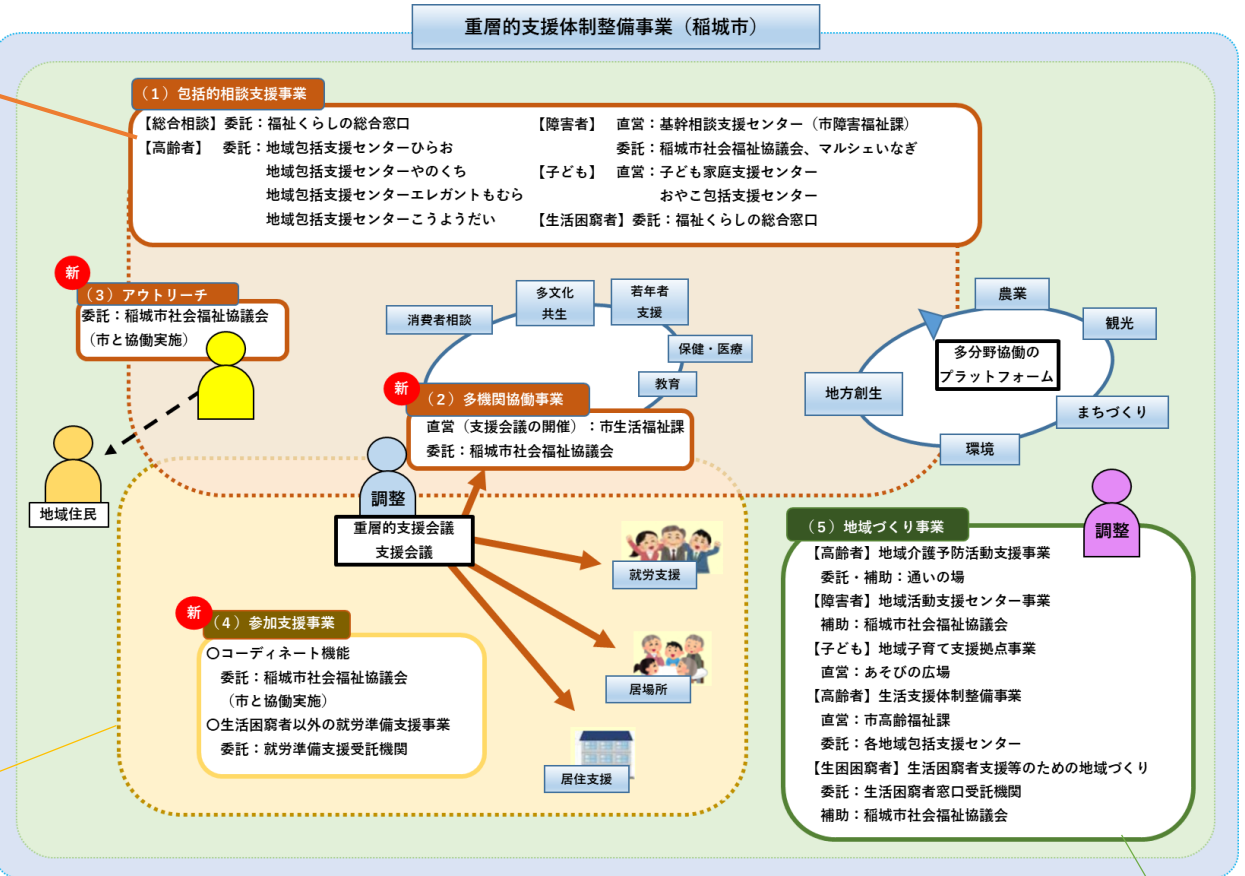 重層的支援体制整備事業（稲城市）
（１）包括的相談支援事業
【総合相談】委託：福祉くらしの総合窓口
【高齢者】　委託：地域包括支援センターひらお
地域包括支援センターやのくち
地域包括支援センターエレガントもむら
地域包括支援センターこうようだい
【障害者】　直営：基幹相談支援センター（市障害福祉課）
委託：稲城市社会福祉協議会、マルシェいなぎ
【子ども】　直営：子ども家庭支援センター
おやこ包括支援センター
【生活困窮者】委託：福祉くらしの総合窓口
新
（３）アウトリーチ
委託：稲城市社会福祉協議会
（市と協働実施）
地域住民
消費者相談
多文化
共生
若年者
支援
保健・医療
教育
新
（２）多機関協働事業
直営（支援会議の開催）：市生活福祉課
委託：稲城市社会福祉協議会
農業
観光
多分野協働の
プラットフォーム
地方創生
まちづくり
環境
調整
重層的支援会議
支援会議
就労支援
居場所
居住支援
新
（４）参加支援事業
〇コーディネート機能
委託：稲城市社会福祉協議会
（市と協働実施）
〇生活困窮者以外の就労準備支援事業
委託：就労準備支援受託機関
調整
（５）地域づくり事業
【高齢者】地域介護予防活動支援事業
委託・補助：通いの場
【障害者】地域活動支援センター事業
補助：稲城市社会福祉協議会
【子ども】地域子育て支援拠点事業
直営：あそびの広場
【高齢者】生活支援体制整備事業
直営：市高齢福祉課
委託：各地域包括支援センター
【生困困窮者】生活困窮者支援等のための地域づくり
委託：生活困窮者窓口受託機関
補助：稲城市社会福祉協議会